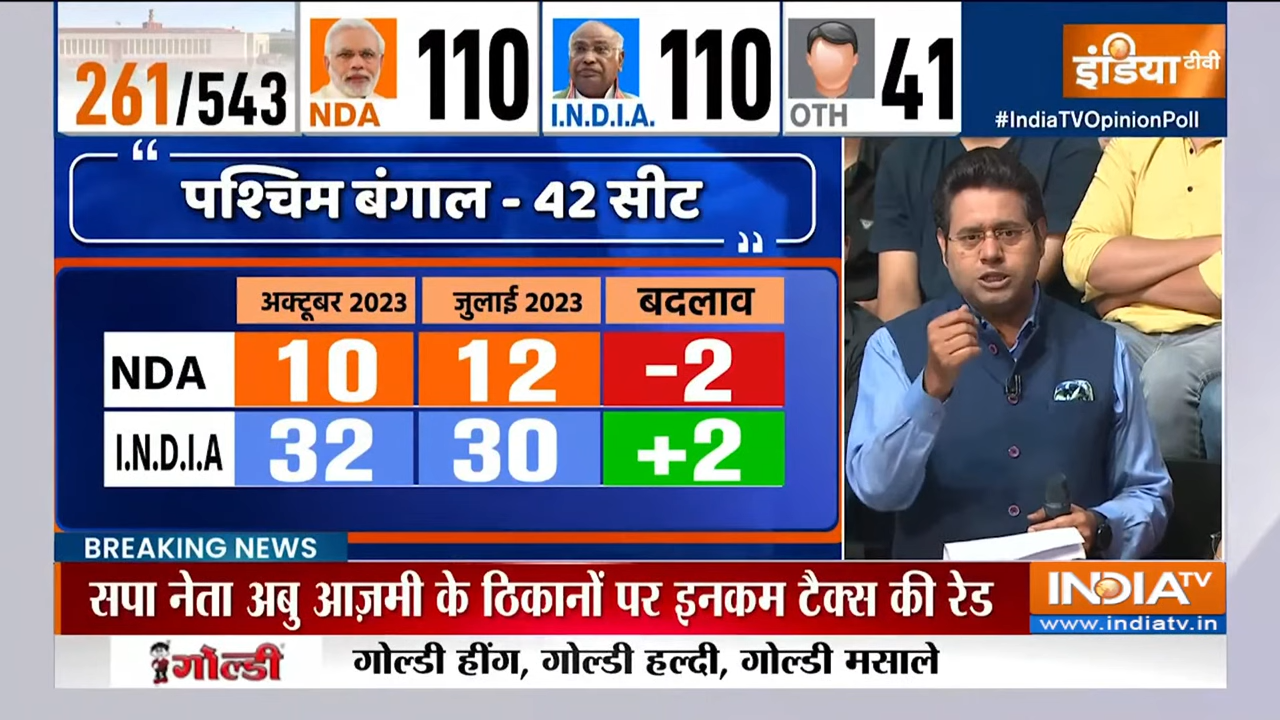 261/543
NDA 110
I.N.D.I.A. 110
OTH 41
इंडिया टीवी
#IndiaTVOpinionPoll
“ पश्चिम बंगाल - 42 सीट ”
अक्टूबर 2023 जुलाई 2023 बदलाव
NDA 10 12 -2
I.N.D.I.A 32 30 +2
BREAKING NEWS
सपा नेता अबु आज़मी के ठिकानों पर इनकम टैक्स की रेड
INDIA TV
www.indiatv.in
गोल्डी गोल्डी हींग, गोल्डी हल्दी, गोल्डी मसाले